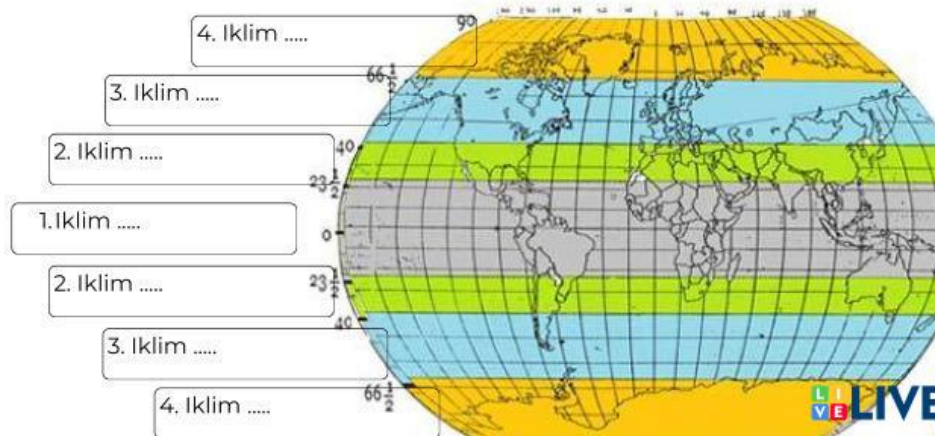 90
4. Iklim .....
66 1/2
3. Iklim .....
40
2. Iklim .....
23 1/2
1.Iklim .....
0
2. Iklim .....
23 1/2
40
3. Iklim .....
66 1/2
4. Iklim .....
LIVE LIVE